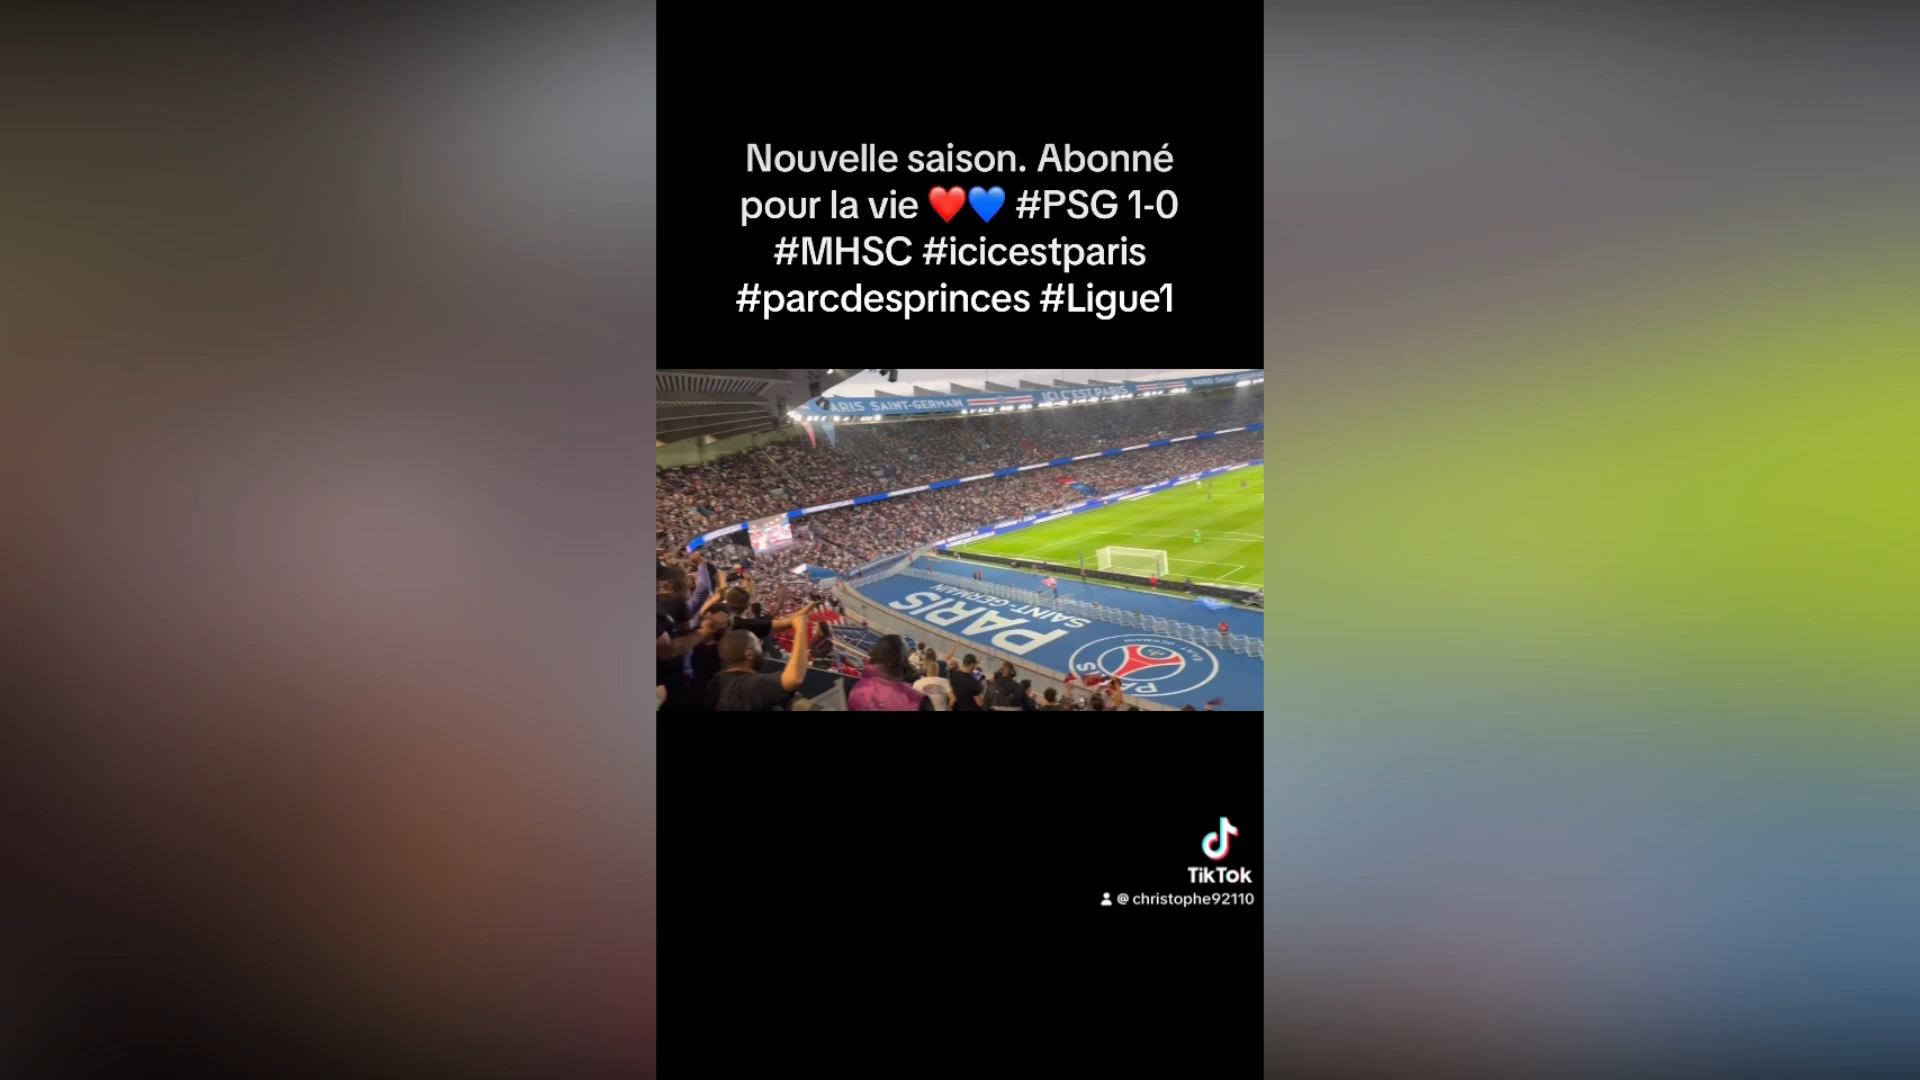 Nouvelle saison. Abonné
pour la vie ❤️💙 #PSG 1-0
#MHSC #icicestparis
#parcdesprinces #Ligue1
PARIS SAINT-GERMAIN
ICI C'EST PARIS
PARIS
SAINT-GERMAIN
TikTok
@ christophe92110